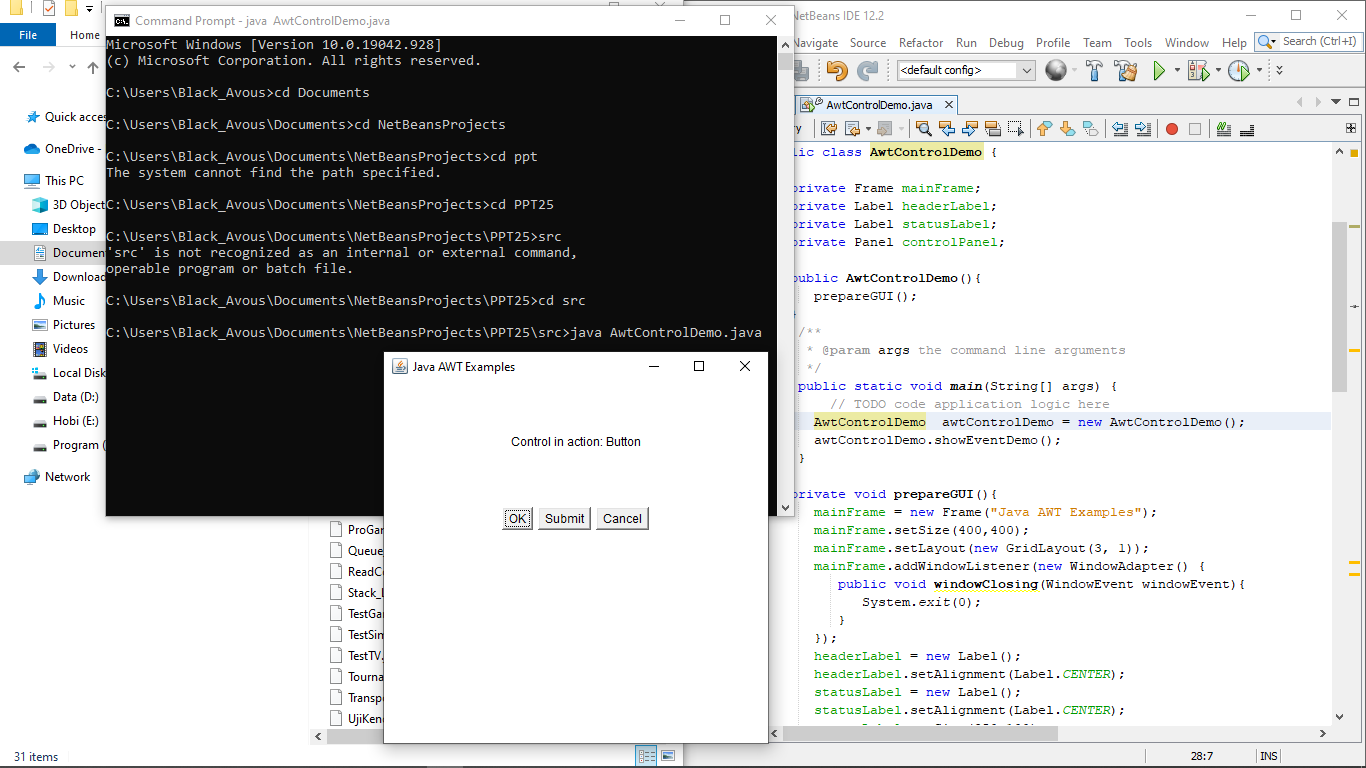 File
Home
Quick acces
OneDrive -
This PC
3D Object
Desktop
Documen
Download
Music
Pictures
Videos
Local Disk
Data (D:)
Hobi (E:)
Program (
Network
31 items
Command Prompt - java  AwtControlDemo.java
Microsoft Windows [Version 10.0.19042.928]
(c) Microsoft Corporation. All rights reserved.
C:\Users\Black_Avous>cd Documents
C:\Users\Black_Avous\Documents>cd NetBeansProjects
C:\Users\Black_Avous\Documents\NetBeansProjects>cd ppt
The system cannot find the path specified.
C:\Users\Black_Avous\Documents\NetBeansProjects>cd PPT25
C:\Users\Black_Avous\Documents\NetBeansProjects\PPT25>src
'src' is not recognized as an internal or external command,
operable program or batch file.
C:\Users\Black_Avous\Documents\NetBeansProjects\PPT25>cd src
C:\Users\Black_Avous\Documents\NetBeansProjects\PPT25\src>java AwtControlDemo.java
ProGar
Queue
ReadCo
Stack_L
TestGar
TestSim
TestTV.
Tourna
Transpo
UjiKend
Java AWT Examples
Control in action: Button
OK
Submit
Cancel
NetBeans IDE 12.2
Navigate Source Refactor Run Debug Profile Team Tools Window Help
Search (Ctrl+I)
<default config>
AwtControlDemo.java
ry
lic class AwtControlDemo {
private Frame mainFrame;
private Label headerLabel;
private Label statusLabel;
private Panel controlPanel;
public AwtControlDemo(){
prepareGUI();
}
/**
* @param args the command line arguments
*/
public static void main(String[] args) {
// TODO code application logic here
AwtControlDemo  awtControlDemo = new AwtControlDemo();
awtControlDemo.showEventDemo();
}
private void prepareGUI(){
mainFrame = new Frame("Java AWT Examples");
mainFrame.setSize(400,400);
mainFrame.setLayout(new GridLayout(3, 1));
mainFrame.addWindowListener(new WindowAdapter() {
public void windowClosing(WindowEvent windowEvent){
System.exit(0);
}
});
headerLabel = new Label();
headerLabel.setAlignment(Label.CENTER);
statusLabel = new Label();
statusLabel.setAlignment(Label.CENTER);
28:7
INS